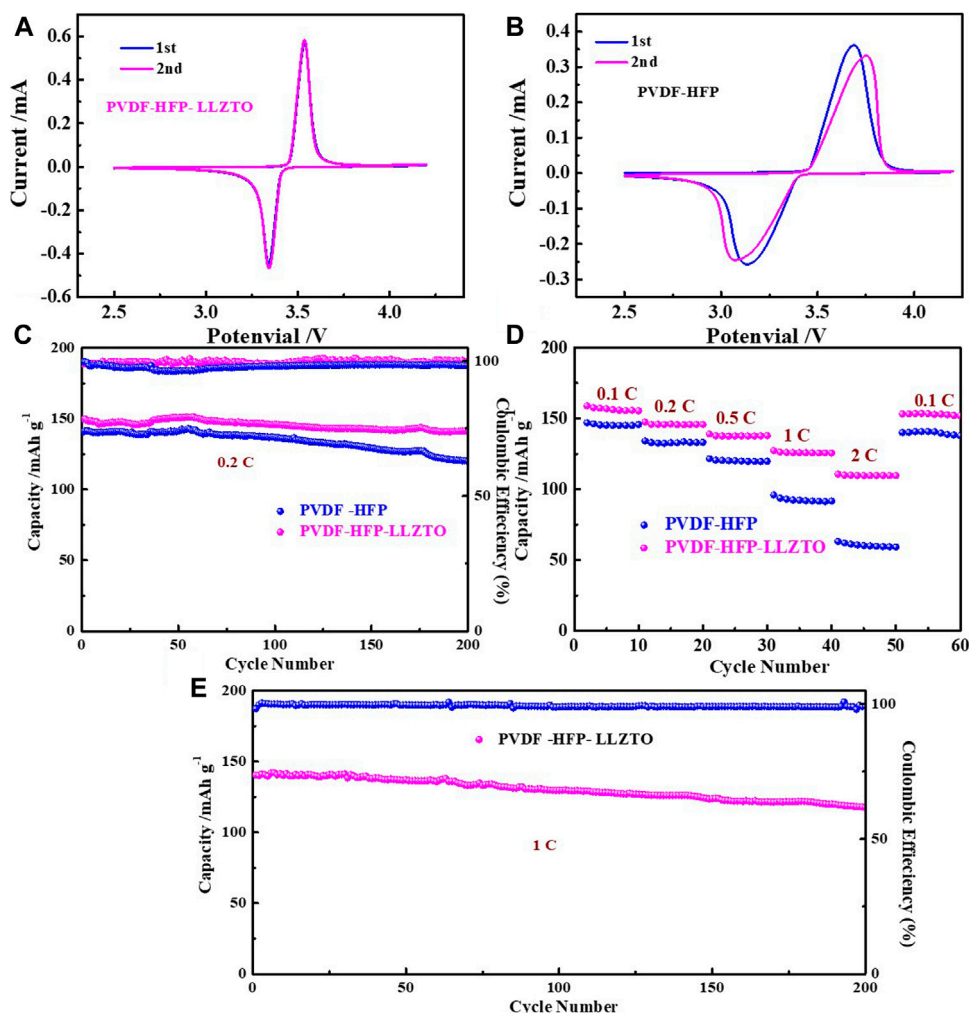 A
0.6
0.4
0.2
0.0
-0.2
-0.4
-0.6
Current /mA
1st
2nd
PVDF-HFP- LLZTO
2.5
3.0
3.5
4.0
Potenvial /V
B
0.4
0.3
0.2
0.1
0.0
-0.1
-0.2
-0.3
Current /mA
1st
2nd
PVDF-HFP
2.5
3.0
3.5
4.0
Potenvial /V
C
200
150
100
50
0
Capacity /mAh g-1
0.2 C
PVDF -HFP
PVDF-HFP-LLZTO
0
50
100
150
200
Cycle Number
100
50
0
Coulombic Effieciency (%)
D
200
150
100
50
0
Capacity /mAh g-1
0.1 C
0.2 C
0.5 C
1 C
2 C
0.1 C
PVDF-HFP
PVDF-HFP-LLZTO
0
10
20
30
40
50
60
Cycle Number
E
200
150
100
50
0
Capacity /mAh g-1
PVDF -HFP- LLZTO
1 C
0
50
100
150
200
Cycle Number
100
50
0
Coulombic Effieciency (%)